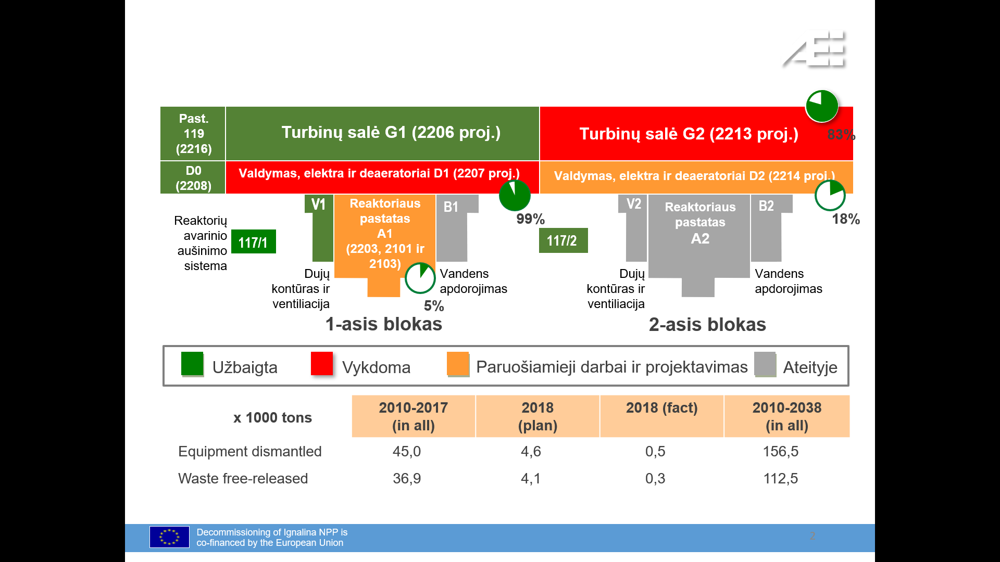 Past.
119
(2216)
Turbinų salė G1 (2206 proj.)
Turbinų salė G2 (2213 proj.)
83%
D0
(2208)
Valdymas, elektra ir deaeratoriai D1 (2207 proj.)
Valdymas, elektra ir deaeratoriai D2 (2214 proj.)
99%
18%
Reaktorių
avarinio
aušinimo
sistema
117/1
V1
Reaktoriaus
pastatas
A1
(2203, 2101 ir
2103)
B1
5%
Dujų
kontūras ir
ventiliacija
Vandens
apdorojimas
117/2
V2
Reaktoriaus
pastatas
A2
B2
Dujų
kontūras ir
ventiliacija
Vandens
apdorojimas
1-asis blokas
2-asis blokas
Užbaigta
Vykdoma
Paruošiamieji darbai ir projektavimas
Ateityje
x 1000 tons
2010-2017
(in all)
2018
(plan)
2018 (fact)
2010-2038
(in all)
Equipment dismantled 45,0 4,6 0,5 156,5
Waste free-released 36,9 4,1 0,3 112,5
Decommissioning of Ignalina NPP is
co-financed by the European Union
2